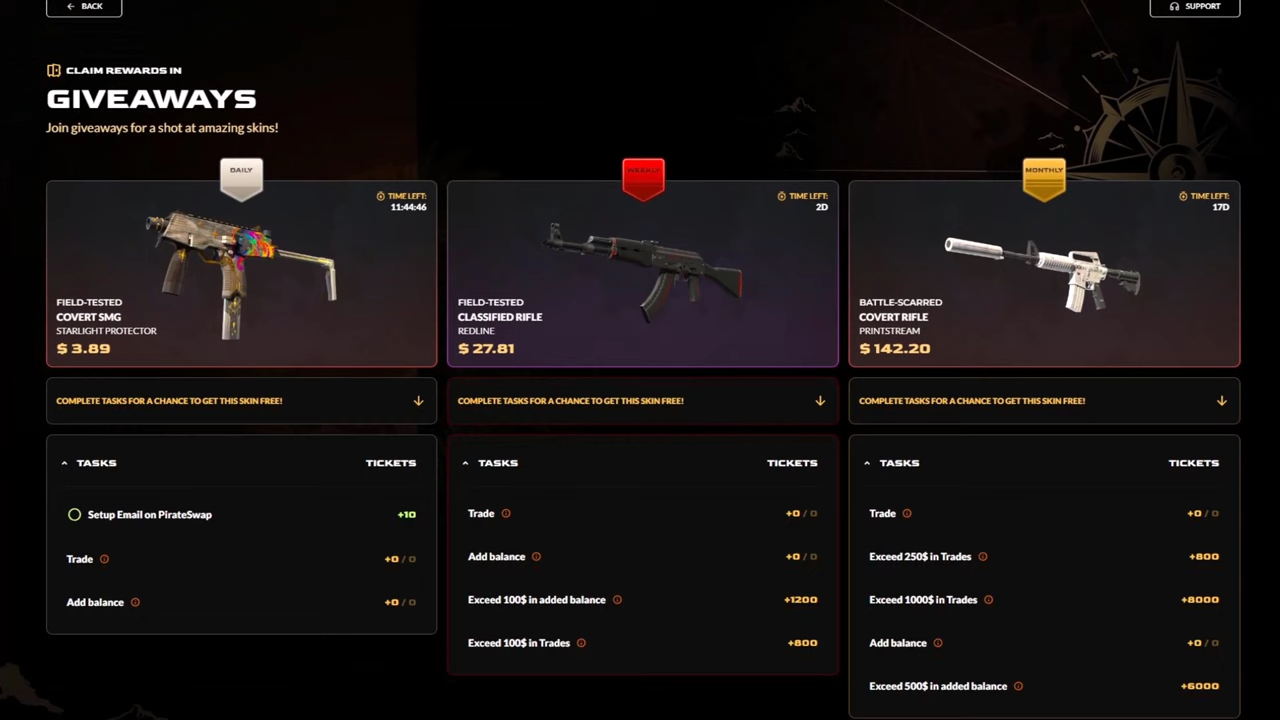 BACK
SUPPORT
CLAIM REWARDS IN
GIVEAWAYS
Join giveaways for a shot at amazing skins!
DAILY
TIME LEFT:
11:44:46
FIELD-TESTED
COVERT SMG
STARLIGHT PROTECTOR
$ 3.89
COMPLETE TASKS FOR A CHANCE TO GET THIS SKIN FREE!
TASKS TICKETS
Setup Email on PirateSwap +10
Trade +0 / 0
Add balance +0 / 0
WEEKLY
TIME LEFT:
2D
FIELD-TESTED
CLASSIFIED RIFLE
REDLINE
$ 27.81
COMPLETE TASKS FOR A CHANCE TO GET THIS SKIN FREE!
TASKS TICKETS
Trade +0 / 0
Add balance +0 / 0
Exceed 100$ in added balance +1200
Exceed 100$ in Trades +800
MONTHLY
TIME LEFT:
17D
BATTLE-SCARRED
COVERT RIFLE
PRINTSTREAM
$ 142.20
COMPLETE TASKS FOR A CHANCE TO GET THIS SKIN FREE!
TASKS TICKETS
Trade +0 / 0
Exceed 250$ in Trades +800
Exceed 1000$ in Trades +8000
Add balance +0 / 0
Exceed 500$ in added balance +6000